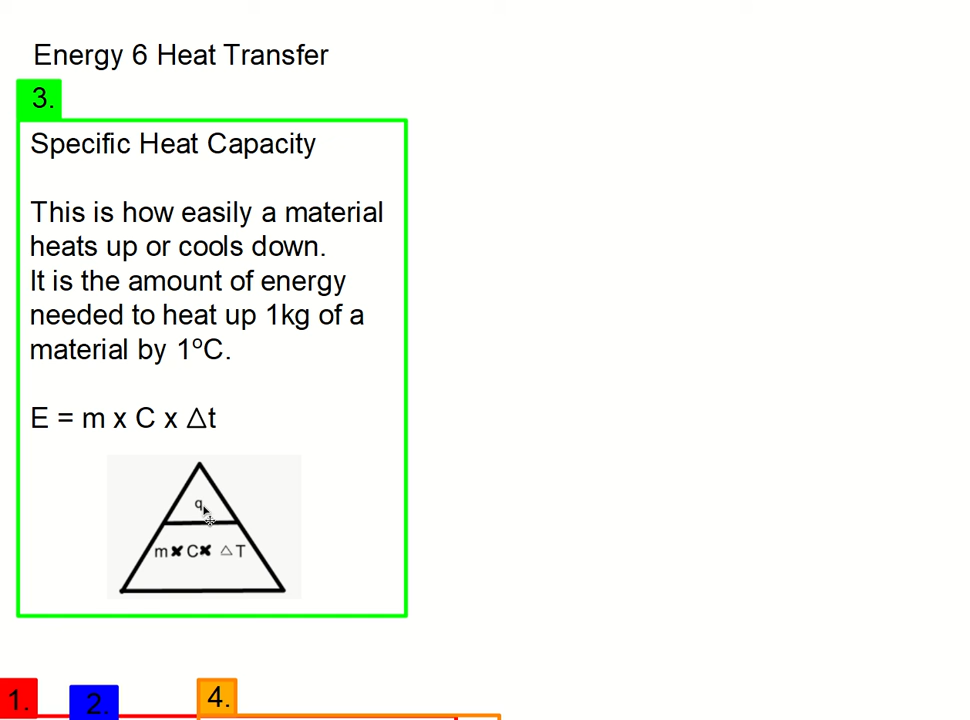 Energy 6 Heat Transfer
3.
Specific Heat Capacity
This is how easily a material
heats up or cools down.
It is the amount of energy
needed to heat up 1kg of a
material by 1ºC.
E = m x C x Δt
q
m x C x Δ T
1.
2.
4.